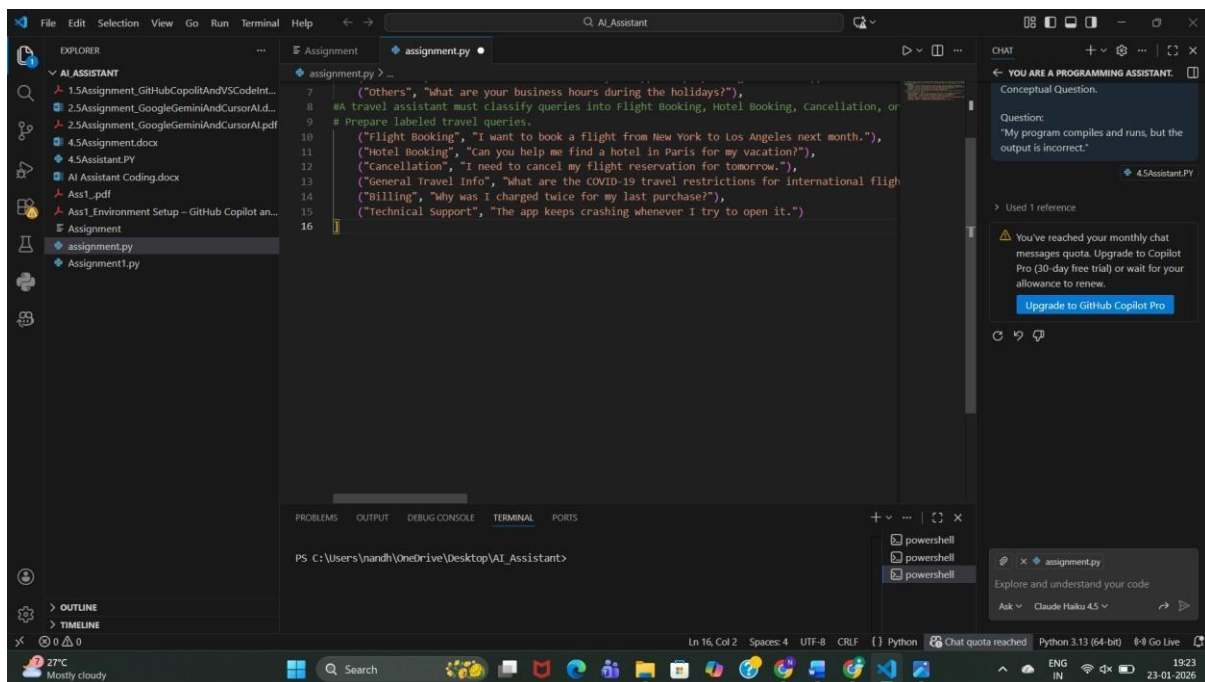 File Edit Selection View Go Run Terminal Help
AI_Assistant
EXPLORER
AI_ASSISTANT
1.5Assignment_GitHubCopolitAndVSCodeInt...
2.5Assignment_GoogleGeminiAndCursorAI.d...
2.5Assignment_GoogleGeminiAndCursorAI.pdf
4.5Assignment.docx
4.5Assistant.PY
AI Assistant Coding.docx
Ass1_.pdf
Ass1_Environment Setup – GitHub Copilot an...
Assignment
assignment.py
Assignment1.py
OUTLINE
TIMELINE
Assignment
assignment.py
assignment.py > ...
7 ("Others", "What are your business hours during the holidays?"),
8 #A travel assistant must classify queries into Flight Booking, Hotel Booking, Cancellation, or
9 # Prepare labeled travel queries.
10 ("Flight Booking", "I want to book a flight from New York to Los Angeles next month."),
11 ("Hotel Booking", "Can you help me find a hotel in Paris for my vacation?"),
12 ("Cancellation", "I need to cancel my flight reservation for tomorrow."),
13 ("General Travel Info", "What are the COVID-19 travel restrictions for international fligh
14 ("Billing", "Why was I charged twice for my last purchase?"),
15 ("Technical Support", "The app keeps crashing whenever I try to open it.")
16 ]
PROBLEMS OUTPUT DEBUG CONSOLE TERMINAL PORTS
PS C:\Users\nandh\OneDrive\Desktop\AI_Assistant>
powershell
powershell
powershell
CHAT
YOU ARE A PROGRAMMING ASSISTANT.
Conceptual Question.
Question:
"My program compiles and runs, but the
output is incorrect."
4.5Assistant.PY
Used 1 reference
You've reached your monthly chat
messages quota. Upgrade to Copilot
Pro (30-day free trial) or wait for your
allowance to renew.
Upgrade to GitHub Copilot Pro
assignment.py
Explore and understand your code
Ask Claude Haiku 4.5
0 0 Ln 16, Col 2 Spaces: 4 UTF-8 CRLF {} Python Chat quota reached Python 3.13 (64-bit) Go Live
27°C
Mostly cloudy
Search
ENG
IN
19:23
23-01-2026